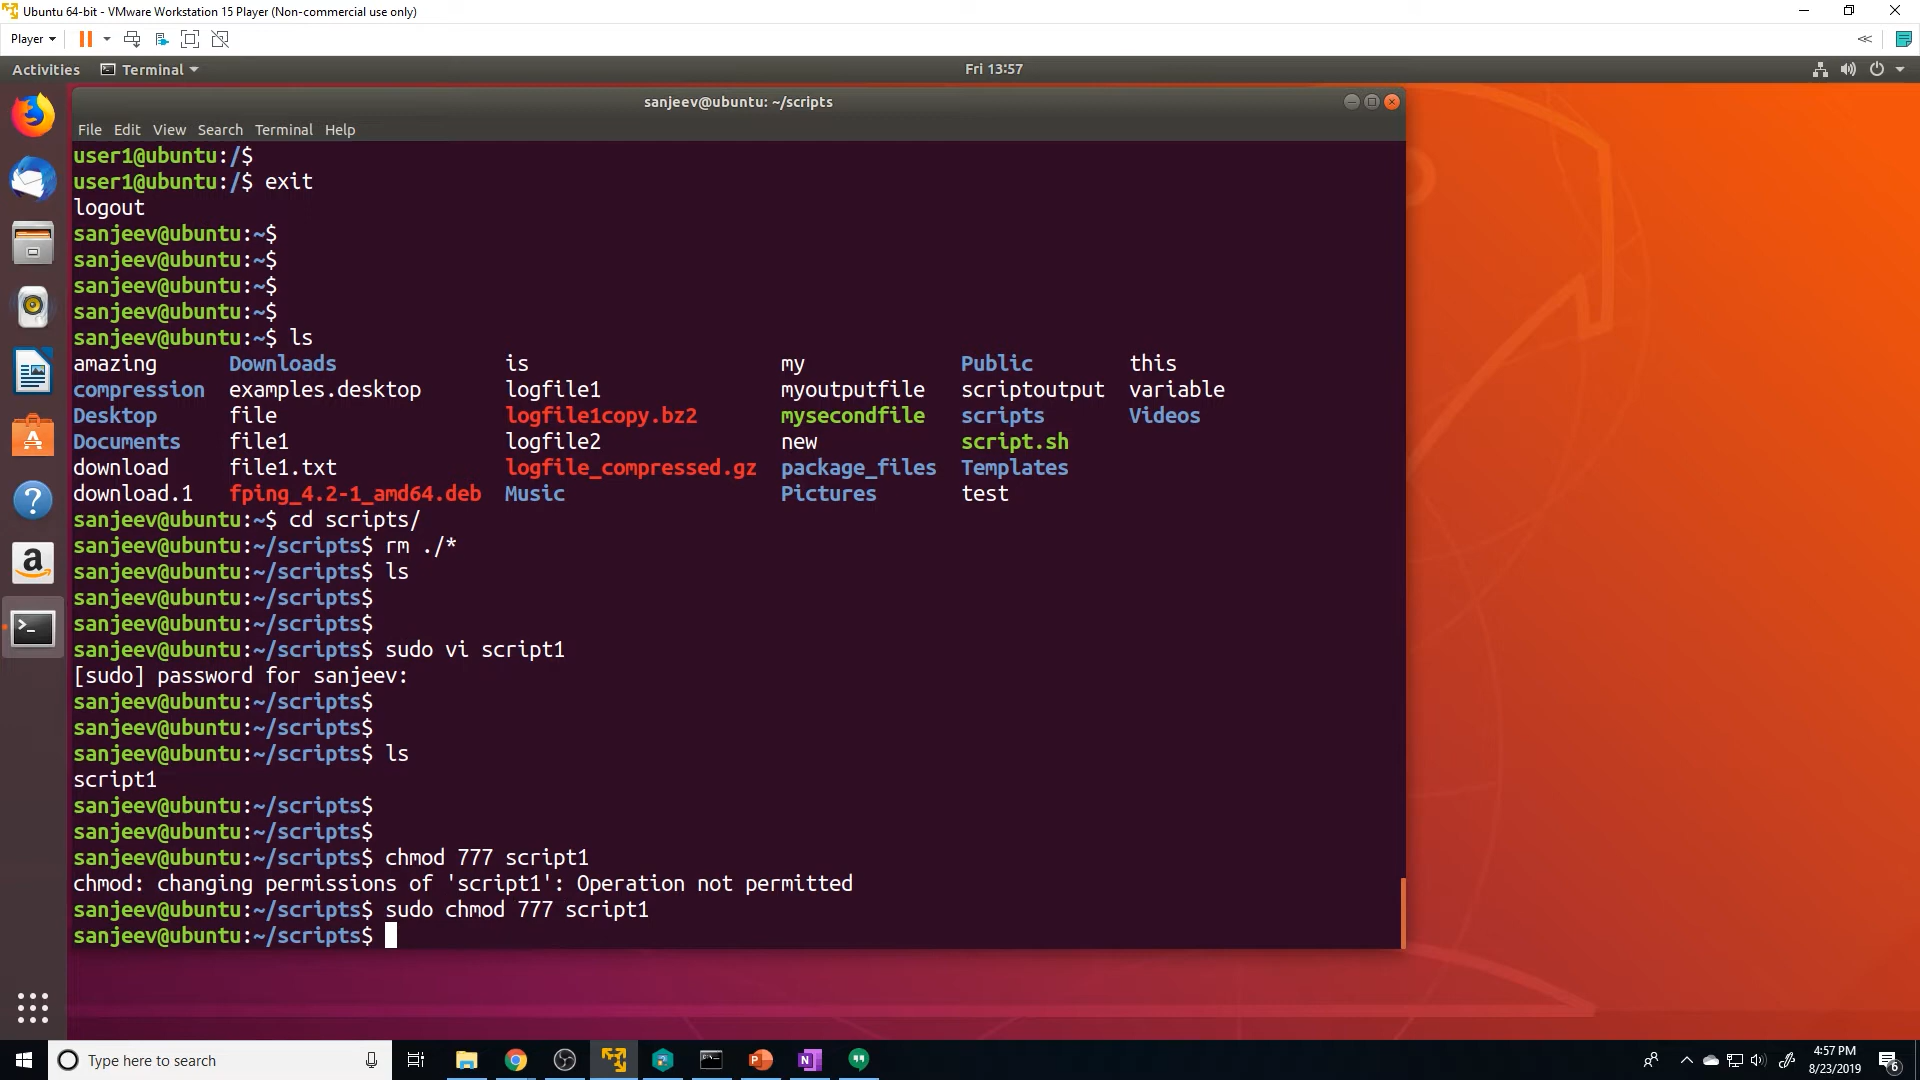 Ubuntu 64-bit - VMware Workstation 15 Player (Non-commercial use only)
Player
Activities Terminal Fri 13:57
sanjeev@ubuntu: ~/scripts
File Edit View Search Terminal Help
user1@ubuntu:/$
user1@ubuntu:/$ exit
logout
sanjeev@ubuntu:~$
sanjeev@ubuntu:~$
sanjeev@ubuntu:~$
sanjeev@ubuntu:~$
sanjeev@ubuntu:~$ ls
amazing Downloads is my Public this
compression examples.desktop logfile1 myoutputfile scriptoutput variable
Desktop file logfile1copy.bz2 mysecondfile scripts Videos
Documents file1 logfile2 new script.sh
download file1.txt logfile_compressed.gz package_files Templates
download.1 fping_4.2-1_amd64.deb Music Pictures test
sanjeev@ubuntu:~$ cd scripts/
sanjeev@ubuntu:~/scripts$ rm ./*
sanjeev@ubuntu:~/scripts$ ls
sanjeev@ubuntu:~/scripts$
sanjeev@ubuntu:~/scripts$
sanjeev@ubuntu:~/scripts$ sudo vi script1
[sudo] password for sanjeev:
sanjeev@ubuntu:~/scripts$
sanjeev@ubuntu:~/scripts$
sanjeev@ubuntu:~/scripts$ ls
script1
sanjeev@ubuntu:~/scripts$
sanjeev@ubuntu:~/scripts$
sanjeev@ubuntu:~/scripts$ chmod 777 script1
chmod: changing permissions of 'script1': Operation not permitted
sanjeev@ubuntu:~/scripts$ sudo chmod 777 script1
sanjeev@ubuntu:~/scripts$
Type here to search
4:57 PM
8/23/2019
6